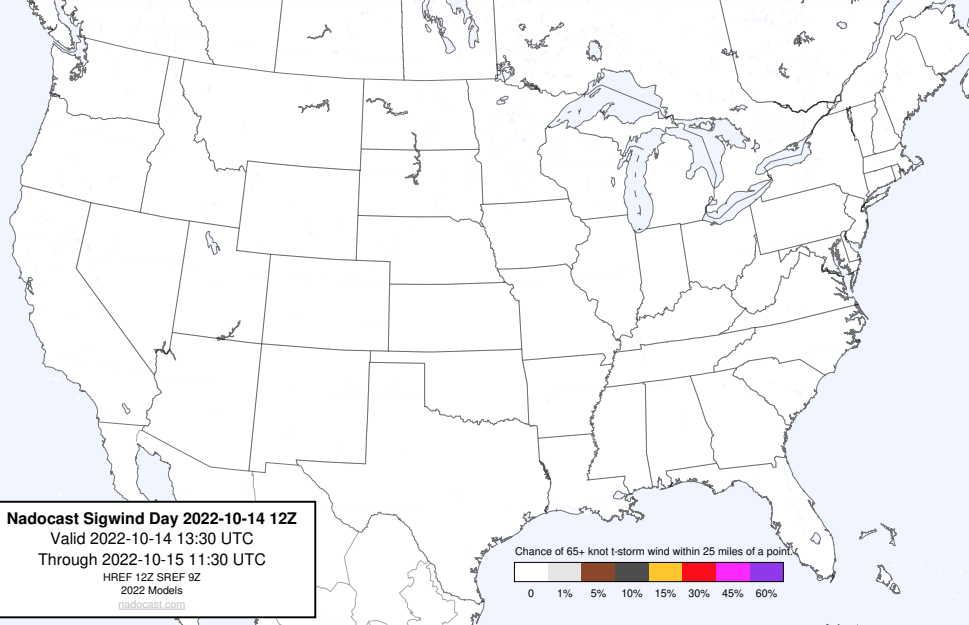 Nadocast Sigwind Day 2022-10-14 12Z
Valid 2022-10-14 13:30 UTC
Through 2022-10-15 11:30 UTC
HREF 12Z SREF 9Z
2022 Models
nadocast.com
Chance of 65+ knot t-storm wind within 25 miles of a point.
0 1% 5% 10% 15% 30% 45% 60%